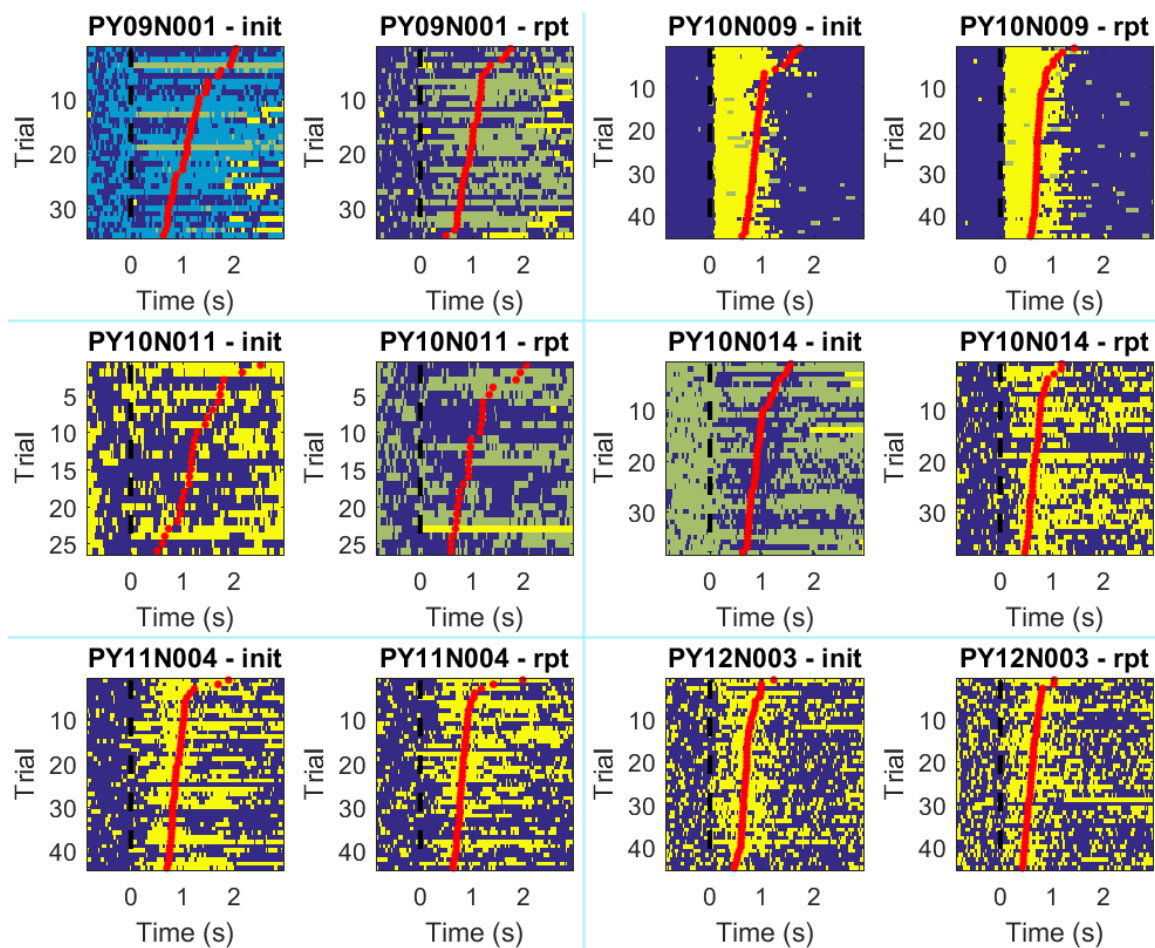 PY09N001 - init PY09N001 - rpt PY10N009 - init PY10N009 - rpt
Trial Trial Trial Trial
10 10 10 10
20 20 20 20
30 30 30 30
40 40
0 1 2 0 1 2 0 1 2 0 1 2
Time (s) Time (s) Time (s) Time (s)
PY10N011 - init PY10N011 - rpt PY10N014 - init PY10N014 - rpt
Trial Trial Trial Trial
5 5
10 10 10 10
15 15
20 20 20 20
25 25
30 30
0 1 2 0 1 2 0 1 2 0 1 2
Time (s) Time (s) Time (s) Time (s)
PY11N004 - init PY11N004 - rpt PY12N003 - init PY12N003 - rpt
Trial Trial Trial Trial
10 10 10 10
20 20 20 20
30 30 30 30
40 40 40 40
0 1 2 0 1 2 0 1 2 0 1 2
Time (s) Time (s) Time (s) Time (s)